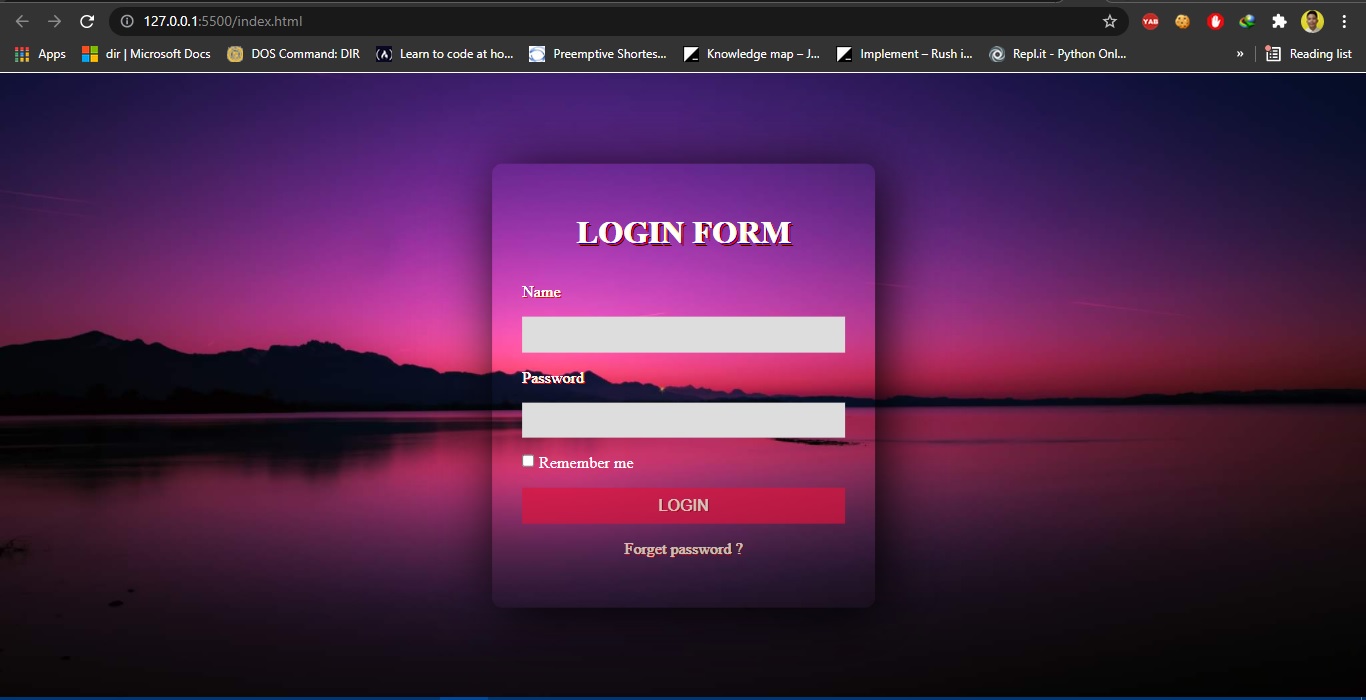 127.0.0.1:5500/index.html
YAB
Apps dir | Microsoft Docs DOS Command: DIR Learn to code at ho... Preemptive Shortes... Knowledge map – J... Implement – Rush i... Repl.it - Python Onl... » Reading list
LOGIN FORM
Name
Password
Remember me
LOGIN
Forget password ?